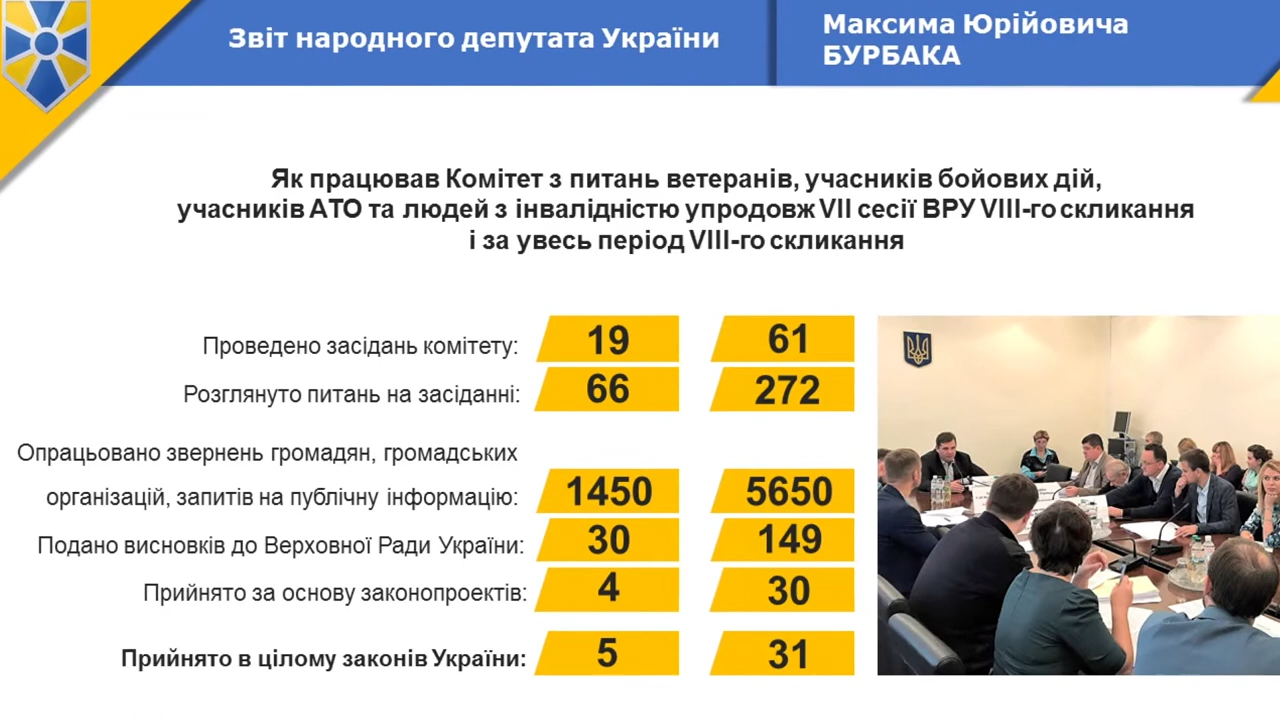 Звіт народного депутата України
Максима Юрійовича
БУРБАКА
Як працював Комітет з питань ветеранів, учасників бойових дій,
учасників АТО та людей з інвалідністю упродовж VII сесії ВРУ VIII-го скликання
і за увесь період VIII-го скликання
Проведено засідань комітету: 19 61
Розглянуто питань на засіданні: 66 272
Опрацьовано звернень громадян, громадських
організацій, запитів на публічну інформацію: 1450 5650
Подано висновків до Верховної Ради України: 30 149
Прийнято за основу законопроектів: 4 30
Прийнято в цілому законів України: 5 31